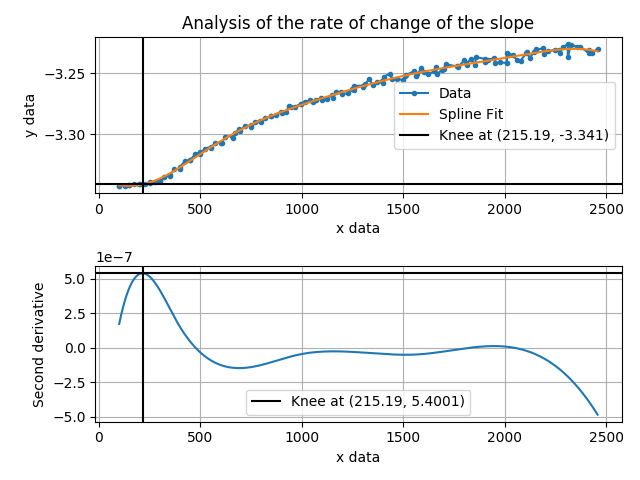 Analysis of the rate of change of the slope
y data
−3.25
−3.30
Data
Spline Fit
Knee at (215.19, -3.341)
0 500 1000 1500 2000 2500
x data
1e−7
Second derivative
5.0
2.5
0.0
−2.5
−5.0
Knee at (215.19, 5.4001)
0 500 1000 1500 2000 2500
x data